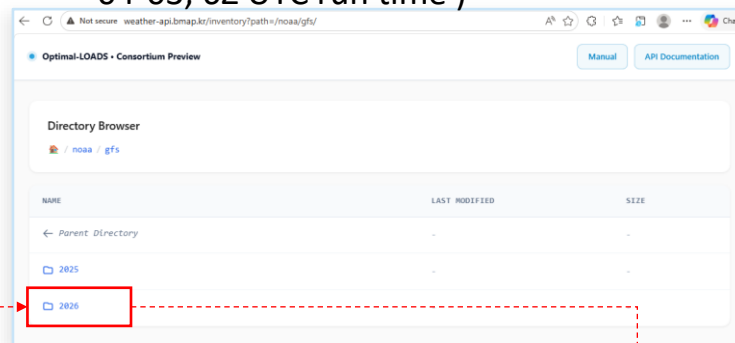 Not secure weather-api.bmap.kr/inventory?path=/noaa/gfs/
Optimal-LOADS • Consortium Preview
Manual
API Documentation
Directory Browser
/ noaa / gfs
NAME LAST MODIFIED SIZE
← Parent Directory - -
2025 - -
2026